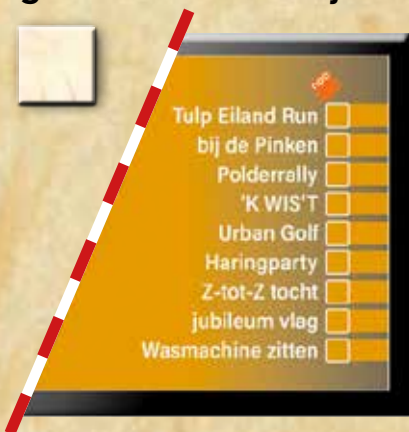 Tulp Eiland Run
bij de Pinken
Polderrally
'K WIS'T
Urban Golf
Haringparty
Z-tot-Z tocht
jubileum vlag
Wasmachine zitten